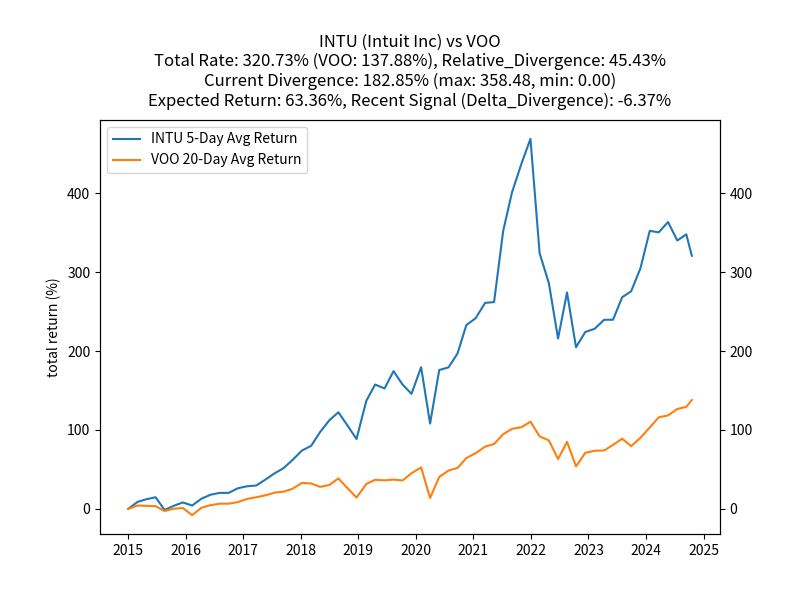 INTU (Intuit Inc) vs VOO
Total Rate: 320.73% (VOO: 137.88%), Relative_Divergence: 45.43%
Current Divergence: 182.85% (max: 358.48, min: 0.00)
Expected Return: 63.36%, Recent Signal (Delta_Divergence): -6.37%
INTU 5-Day Avg Return
VOO 20-Day Avg Return
total return (%)
400
300
200
100
0
400
300
200
100
0
2015 2016 2017 2018 2019 2020 2021 2022 2023 2024 2025